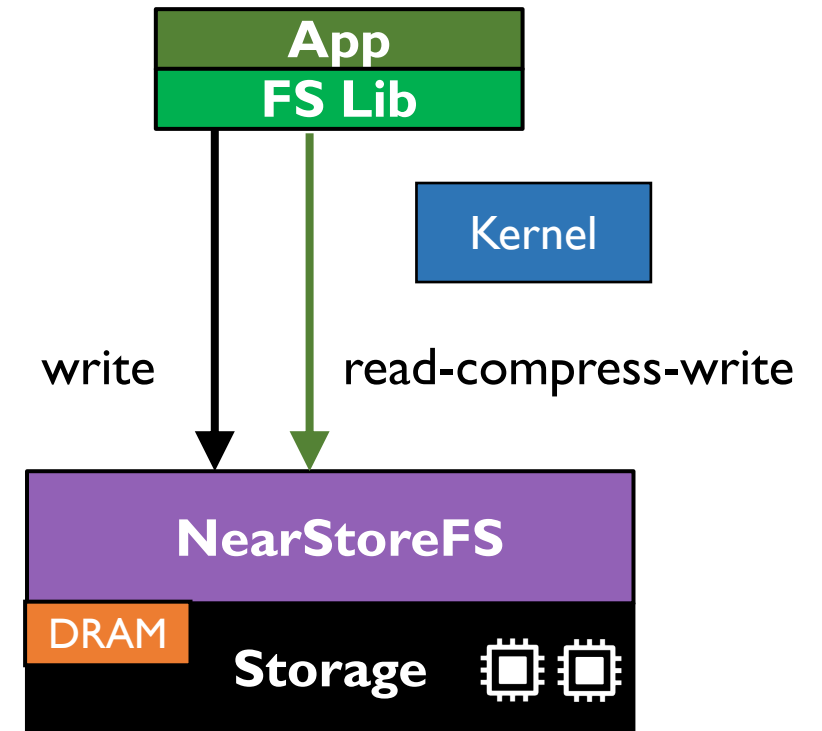 App
FS Lib
Kernel
write
read-compress-write
NearStoreFS
DRAM
Storage